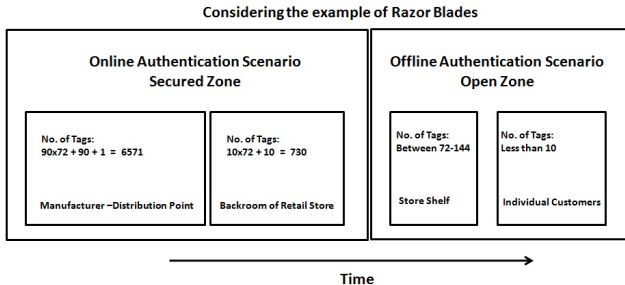 Considering the example of Razor Blades
Online Authentication Scenario
Secured Zone
No. of Tags:
90x72 + 90 + 1 = 6571
Manufacturer –Distribution Point
No. of Tags:
10x72 + 10 = 730
Backroom of Retail Store
Offline Authentication Scenario
Open Zone
No. of Tags:
Between 72-144
Store Shelf
No. of Tags:
Less than 10
Individual Customers
Time